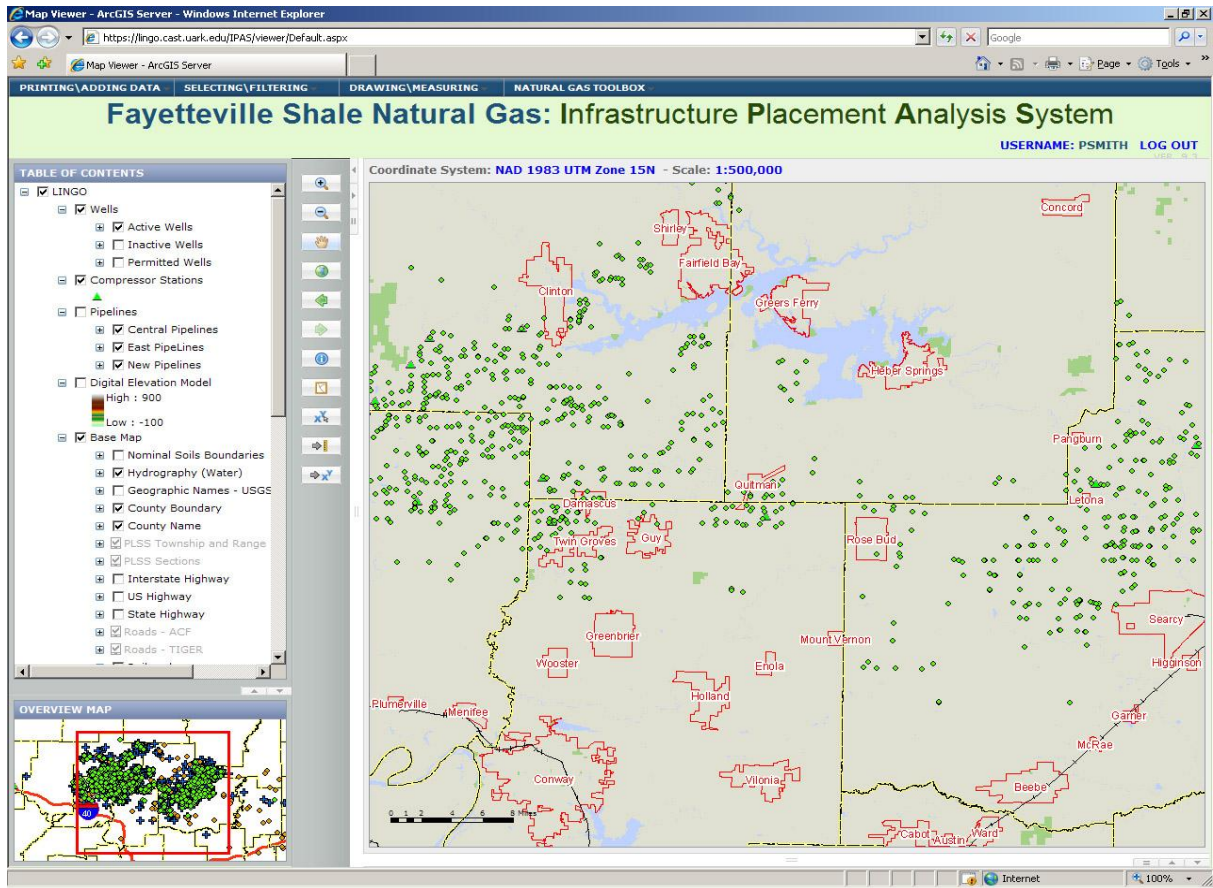 Map Viewer - ArcGIS Server - Windows Internet Explorer
https://lingo.cast.uark.edu/IPAS/viewer/Default.aspx
Google
Map Viewer - ArcGIS Server
Page
Tools
PRINTING\ADDING DATA
SELECTING\FILTERING
DRAWING\MEASURING
NATURAL GAS TOOLBOX
Fayetteville Shale Natural Gas: Infrastructure Placement Analysis System
USERNAME: PSMITH LOG OUT
TABLE OF CONTENTS
Coordinate System: NAD 1983 UTM Zone 15N - Scale: 1:500,000
LINGO
Wells
Active Wells
Inactive Wells
Permitted Wells
Compressor Stations
Pipelines
Central Pipelines
East PipeLines
New Pipelines
Digital Elevation Model
High : 900
Low : -100
Base Map
Nominal Soils Boundaries
Hydrography (Water)
Geographic Names - USGS
County Boundary
County Name
PLSS Township and Range
PLSS Sections
Interstate Highway
US Highway
State Highway
Roads - ACF
Roads - TIGER
OVERVIEW MAP
40
Concord
Shirley
Fairfield Bay
Clinton
Greers Ferry
Heber Springs
Pangburn
Quitman
Letona
Damascus
Twin Groves
Guy
Rose Bud
Searcy
Greenbrier
Mount Vernon
Wooster
Enola
Higginson
Holland
Plumerville
Menifee
Garner
McRae
Conway
Vilonia
Beebe
0 1 2 4 6 8 Miles
Cabot
Austin
Ward
Internet
100%